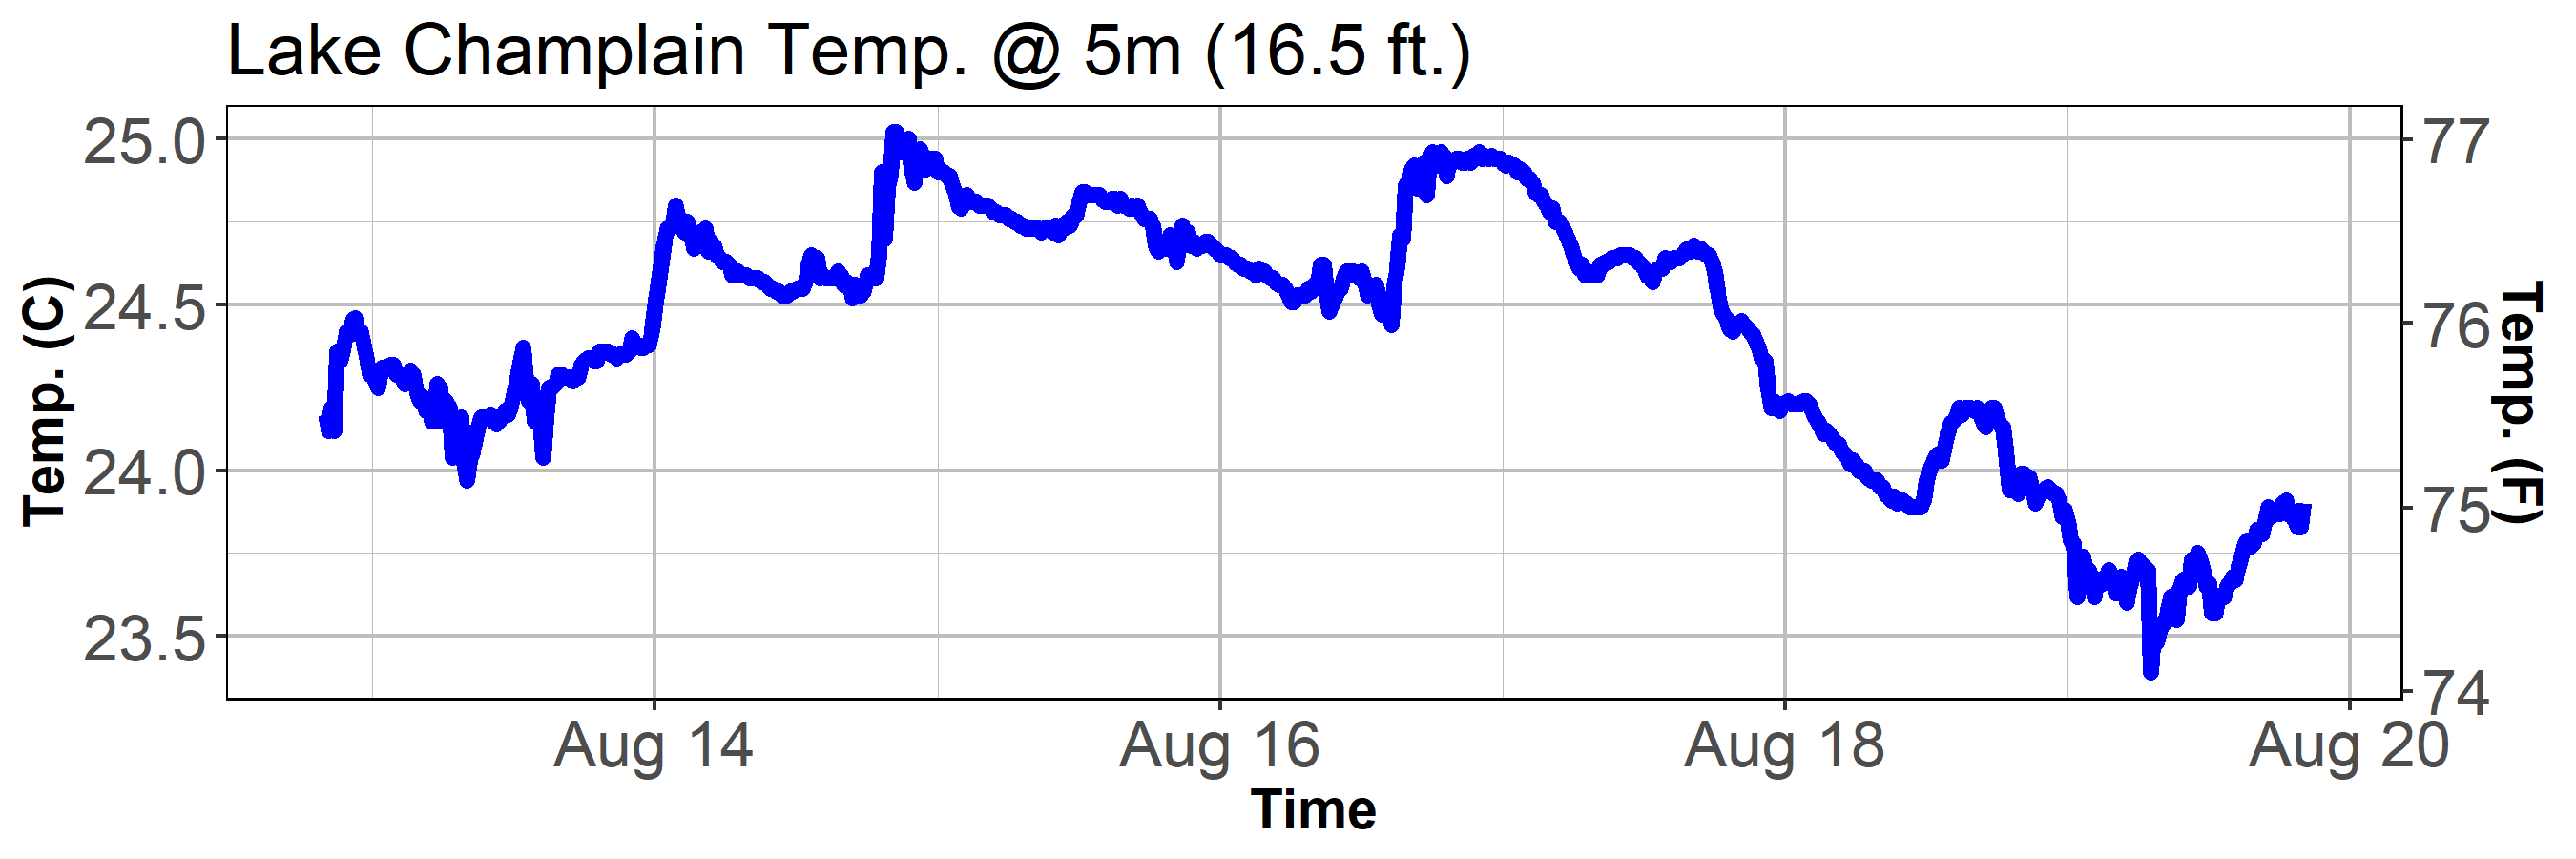 Lake Champlain Temp. @ 5m (16.5 ft.)
25.0
24.5
24.0
23.5
Temp. (C)
77
76
75
74
Temp. (F)
Aug 14 Aug 16 Aug 18 Aug 20
Time